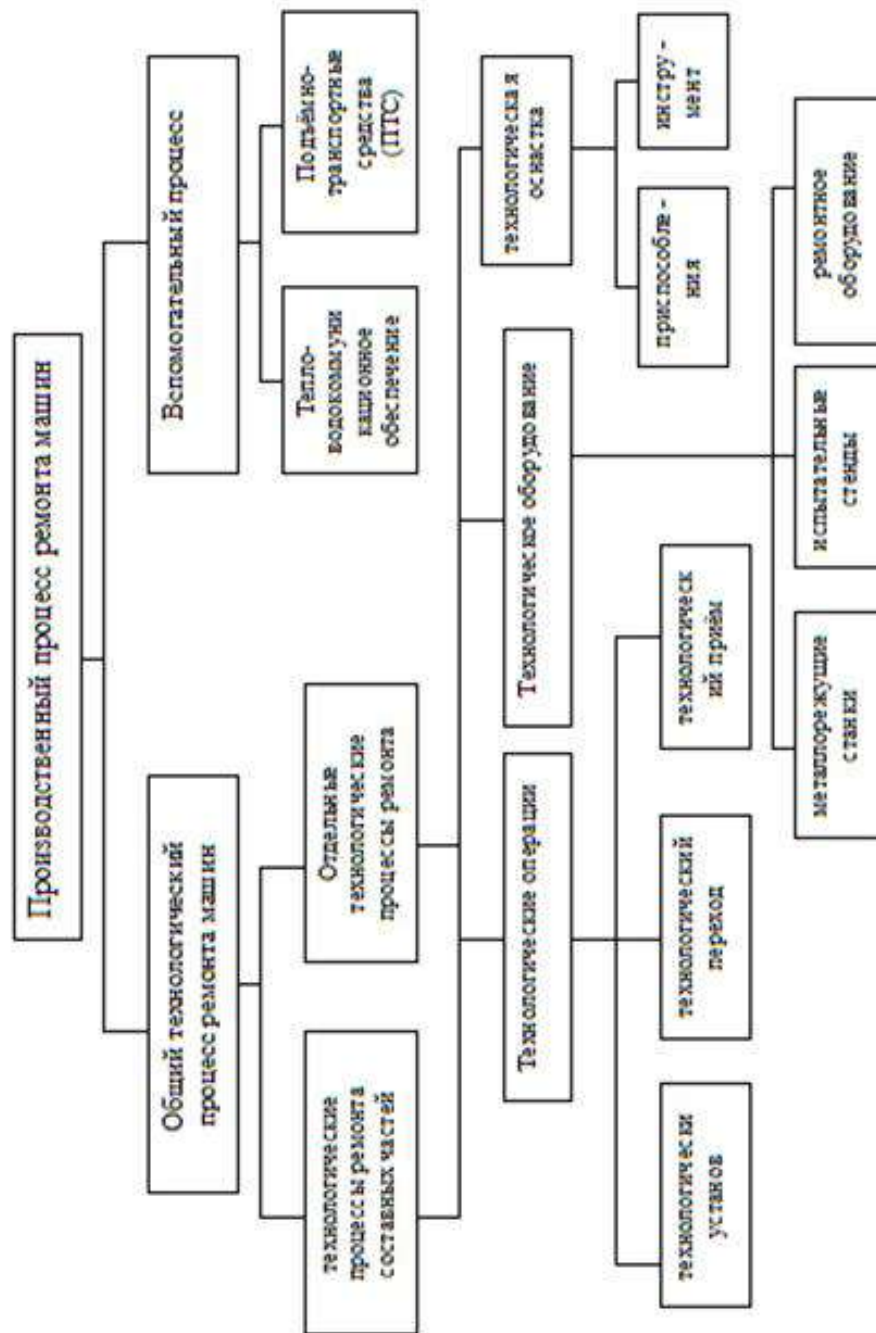 Производственный процесс ремонта машин
Общий технологический
процесс ремонта машин
Вспомогательный процесс
технологические
процессы ремонта
составных частей
Отдельные
технологические
процессы ремонта
Тепло-
водокоммуни
кационное
обеспечение
Подъёмно-
транспортные
средства
(ПТС)
Технологические операции
Технологическое оборудование
технологическая
оснастка
технологически
установ
технологический
переход
технологическ
ий приём
приспособле -
ния
инстру -
мент
металлорежущие
станки
испытательные
стенды
ремонтное
оборудование